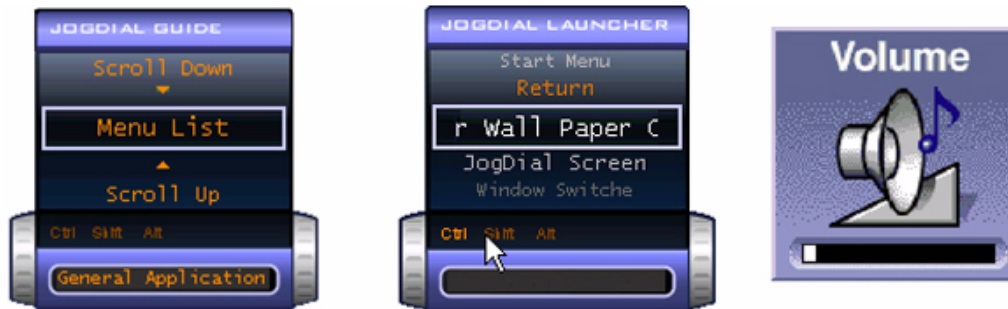 JOGDIAL GUIDE
Scroll Down
Menu List
Scroll Up
Ctrl Shift Alt
General Application
JOGDIAL LAUNCHER
Start Menu
Return
r Wall Paper C
JogDial Screen
Window Switche
Ctrl Shift Alt
Volume